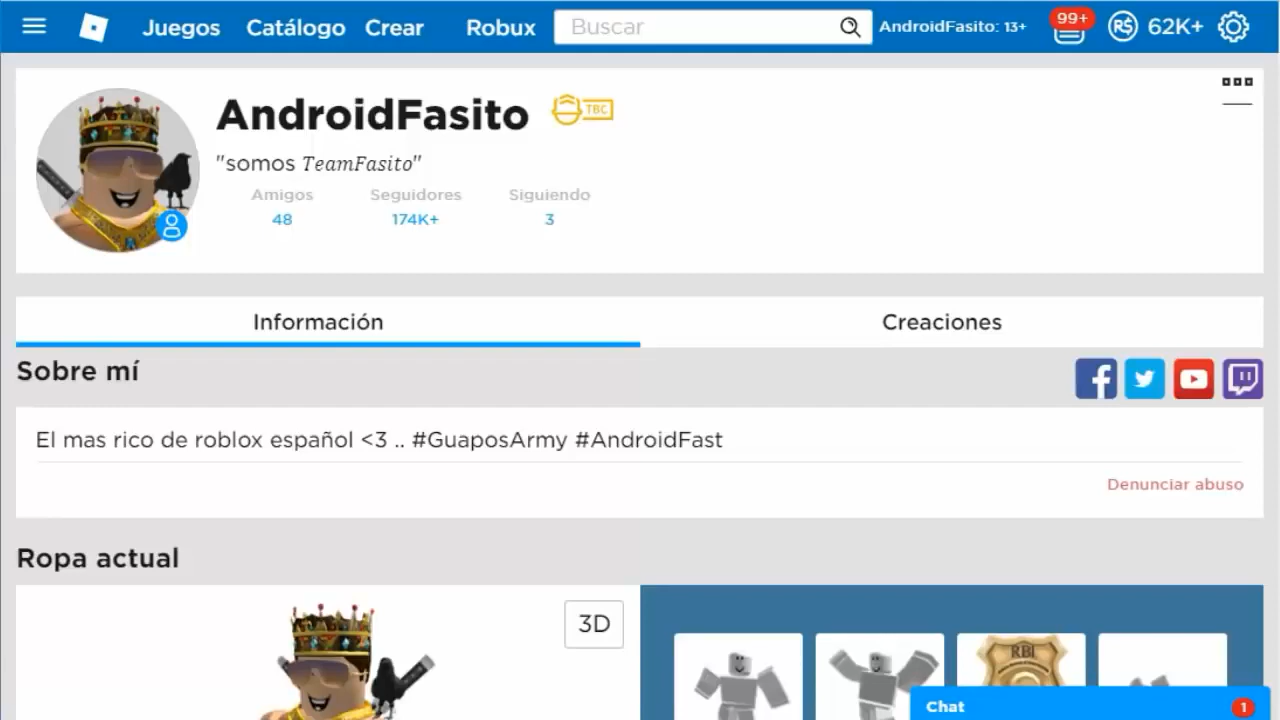 Juegos Catálogo Crear Robux Buscar AndroidFasito: 13+ 99+ R$ 62K+
AndroidFasito TBC
"somos TeamFasito"
Amigos Seguidores Siguiendo
48 174K+ 3
Información Creaciones
Sobre mí
El mas rico de roblox español <3 .. #GuaposArmy #AndroidFast
Denunciar abuso
Ropa actual
3D
RBI
Chat 1